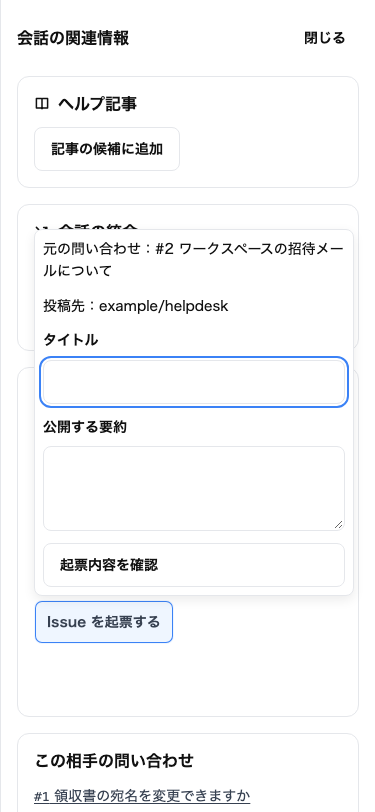 会話の関連情報
閉じる
ヘルプ記事
記事の候補に追加
元の問い合わせ：#2 ワークスペースの招待メー
ルについて
投稿先：example/helpdesk
タイトル
公開する要約
起票内容を確認
Issue を起票する
この相手の問い合わせ
#1 領収書の宛名を変更できますか